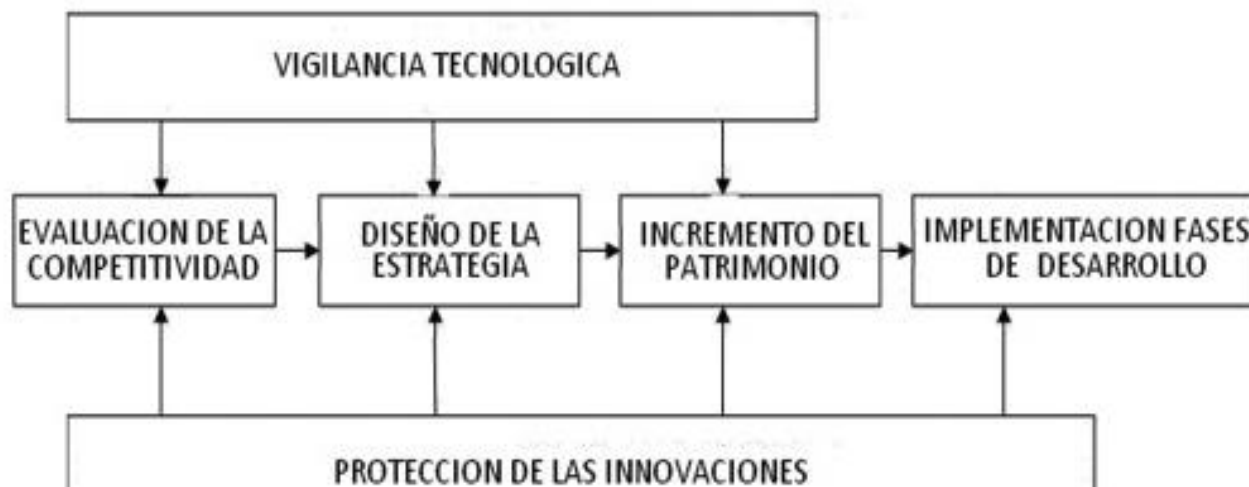 VIGILANCIA TECNOLOGICA
EVALUACION DE LA
COMPETITIVIDAD
DISEÑO DE LA
ESTRATEGIA
INCREMENTO DEL
PATRIMONIO
IMPLEMENTACION FASES
DE DESARROLLO
PROTECCION DE LAS INNOVACIONES